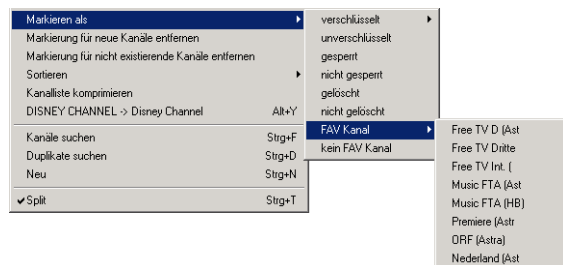 Markieren als
Markierung für neue Kanäle entfernen
Markierung für nicht existierende Kanäle entfernen
Sortieren
Kanalliste komprimieren
DISNEY CHANNEL -> Disney Channel Alt+Y
Kanäle suchen Strg+F
Duplikate suchen Strg+D
Neu Strg+N
Split Strg+T
verschlüsselt
unverschlüsselt
gesperrt
nicht gesperrt
gelöscht
nicht gelöscht
FAV Kanal
kein FAV Kanal
Free TV D (Ast
Free TV Dritte
Free TV Int. (
Music FTA (Ast
Music FTA (HB)
Premiere (Astr
ORF (Astra)
Nederland (Ast